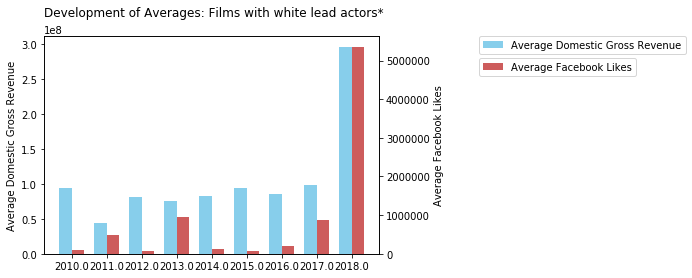 Development of Averages: Films with white lead actors*
1e8
Average Domestic Gross Revenue
3.0
2.5
2.0
1.5
1.0
0.5
0.0
2010.0 2011.0 2012.0 2013.0 2014.0 2015.0 2016.0 2017.0 2018.0
5000000
4000000
3000000
2000000
1000000
0
Average Facebook Likes
Average Domestic Gross Revenue
Average Facebook Likes